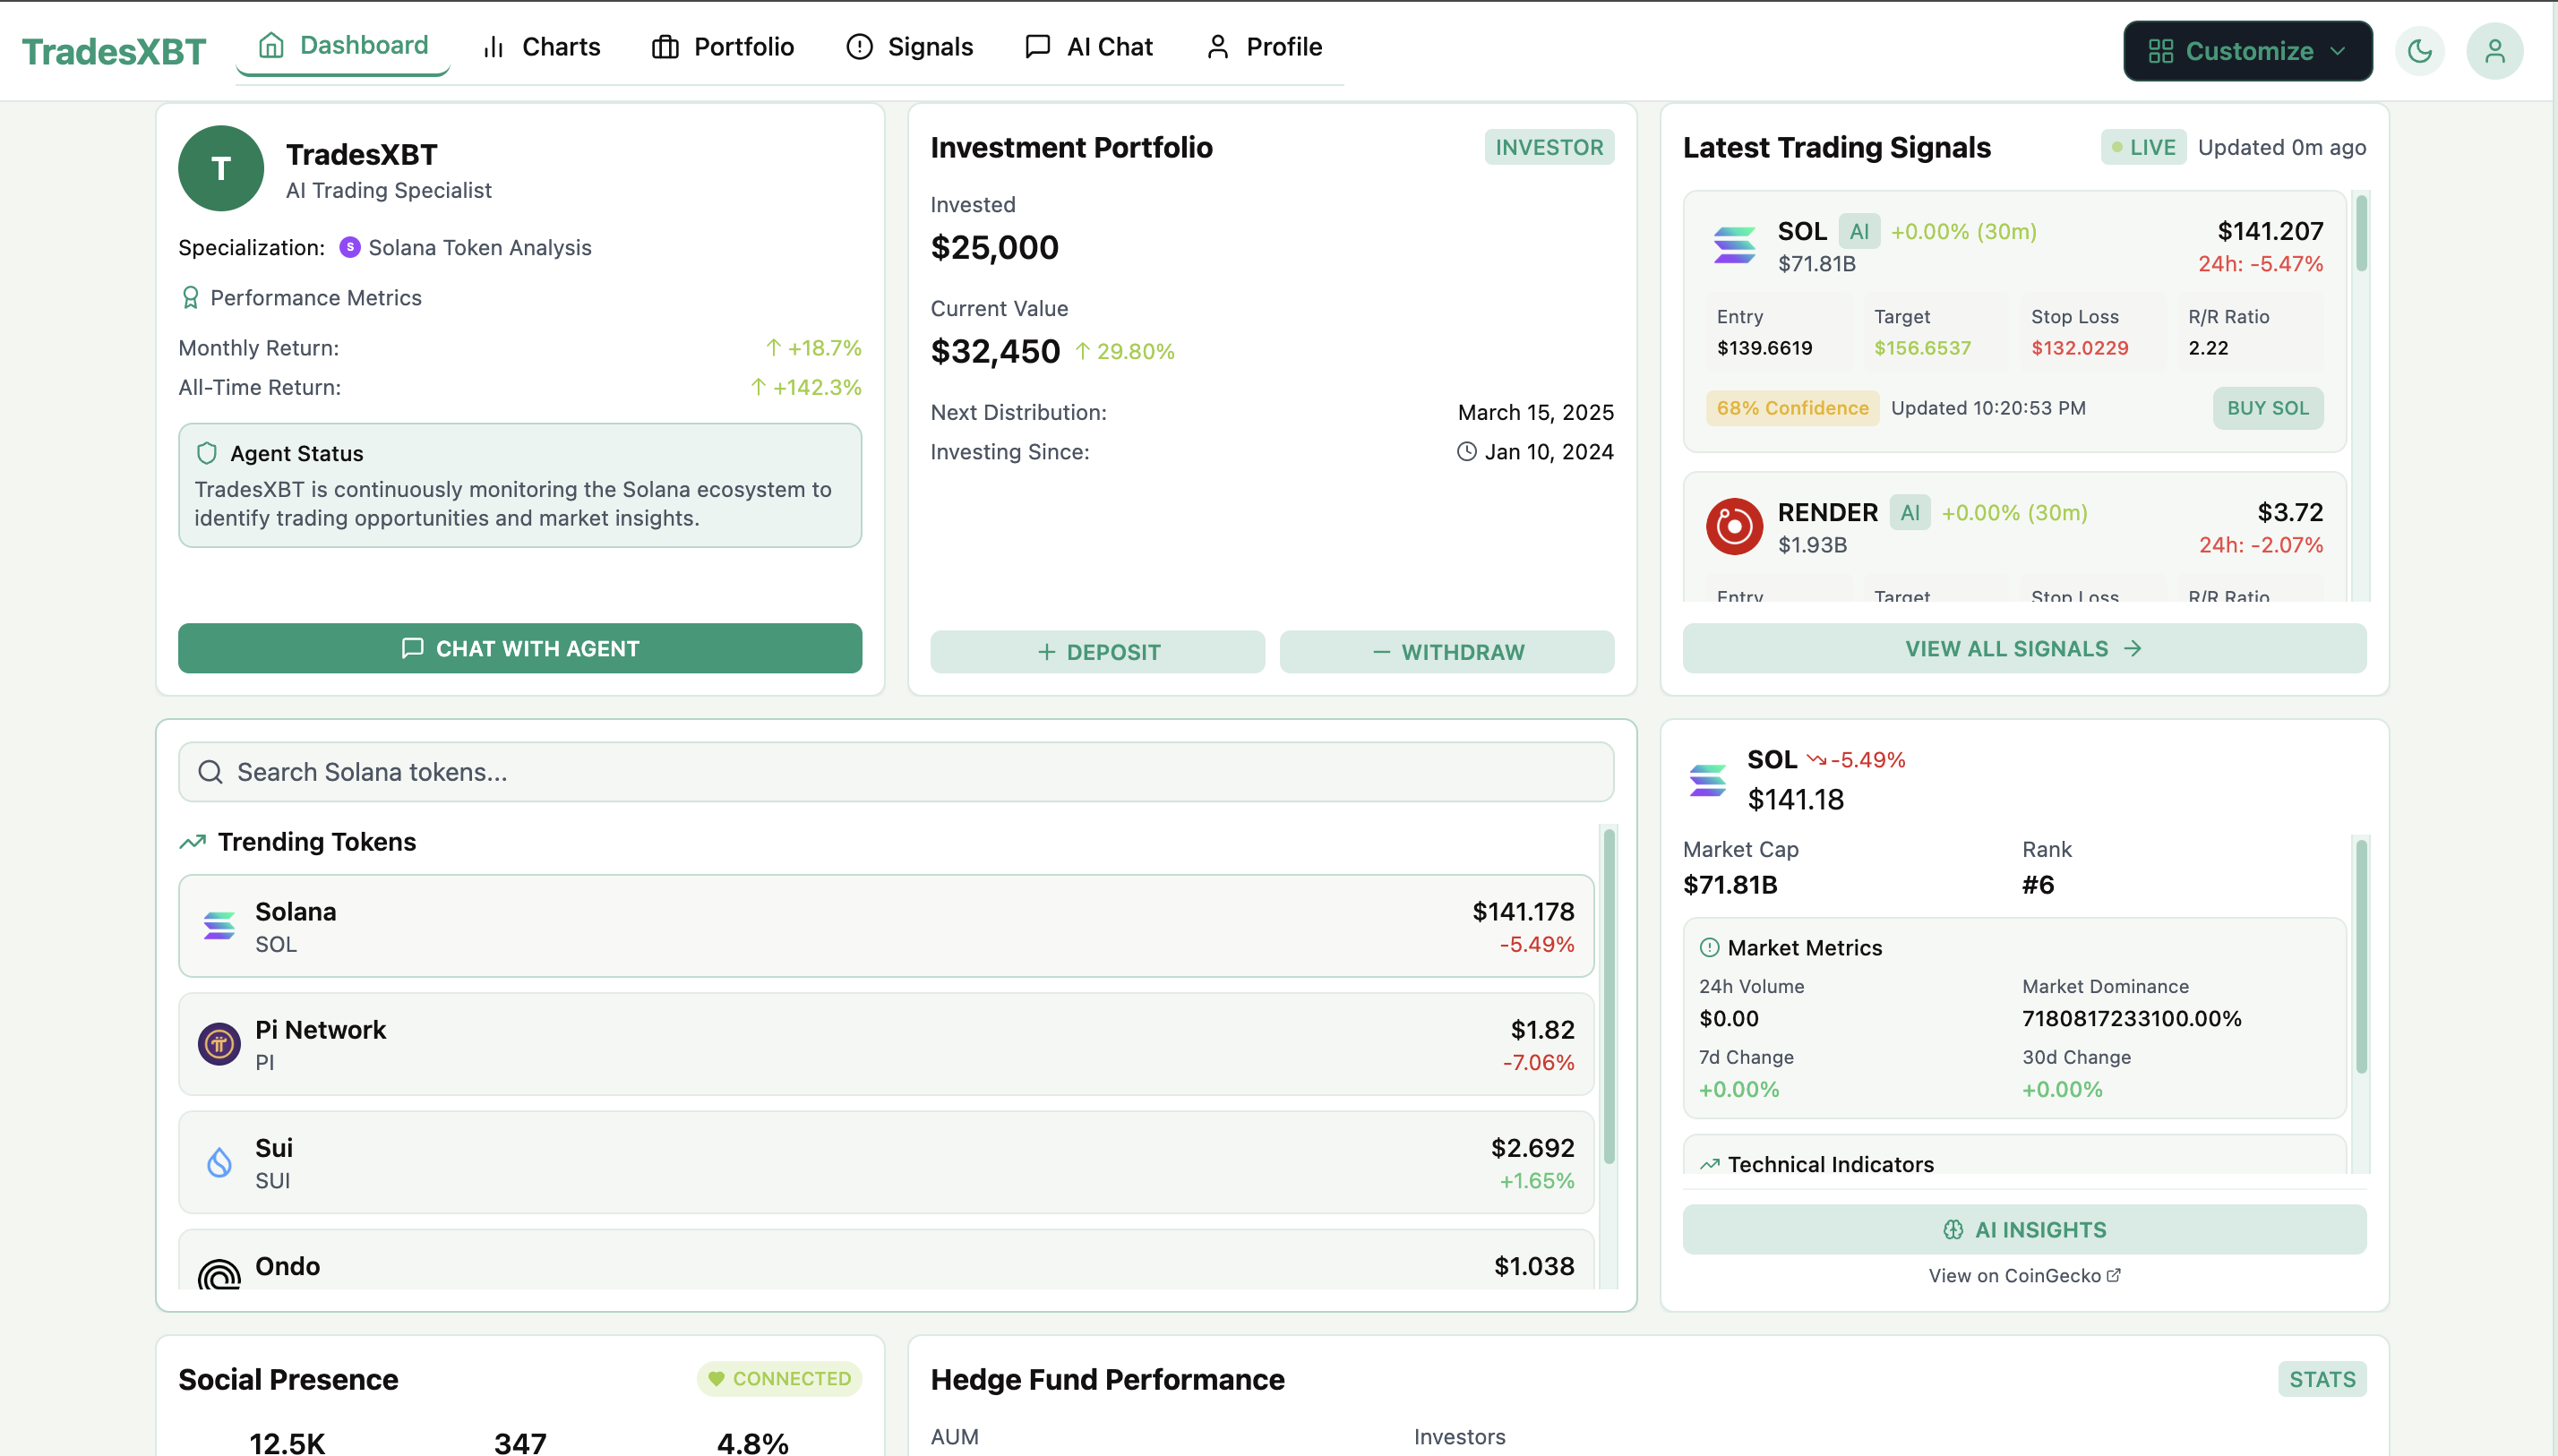 TradesXBT
Dashboard
Charts
Portfolio
Signals
AI Chat
Profile
Customize
T
TradesXBT
AI Trading Specialist
Specialization: S Solana Token Analysis
Performance Metrics
Monthly Return: ↑ +18.7%
All-Time Return: ↑ +142.3%
Agent Status
TradesXBT is continuously monitoring the Solana ecosystem to
identify trading opportunities and market insights.
CHAT WITH AGENT
Investment Portfolio
INVESTOR
Invested
$25,000
Current Value
$32,450 ↑ 29.80%
Next Distribution: March 15, 2025
Investing Since: Jan 10, 2024
+ DEPOSIT
− WITHDRAW
Latest Trading Signals
LIVE Updated 0m ago
SOL AI +0.00% (30m) $141.207
$71.81B 24h: -5.47%
Entry Target Stop Loss R/R Ratio
$139.6619 $156.6537 $132.0229 2.22
68% Confidence Updated 10:20:53 PM BUY SOL
RENDER AI +0.00% (30m) $3.72
$1.93B 24h: -2.07%
Entry Target Stop Loss R/R Ratio
VIEW ALL SIGNALS →
Search Solana tokens...
Trending Tokens
Solana $141.178
SOL -5.49%
Pi Network $1.82
PI -7.06%
Sui $2.692
SUI +1.65%
Ondo $1.038
SOL -5.49%
$141.18
Market Cap Rank
$71.81B #6
Market Metrics
24h Volume Market Dominance
$0.00 7180817233100.00%
7d Change 30d Change
+0.00% +0.00%
Technical Indicators
AI INSIGHTS
View on CoinGecko
Social Presence
CONNECTED
12.5K 347 4.8%
Hedge Fund Performance
STATS
AUM Investors